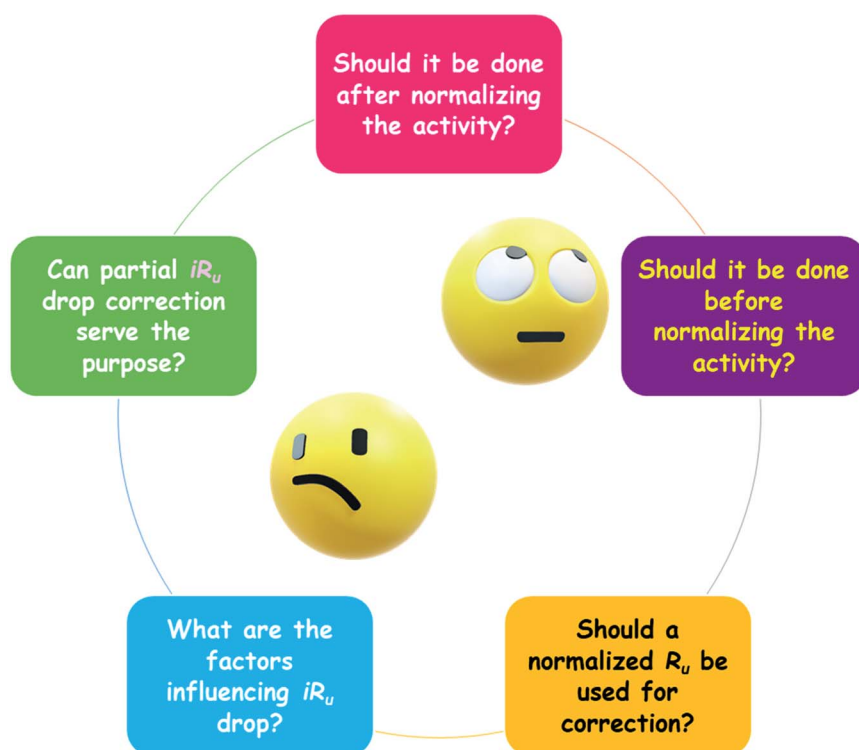 Should it be done
after normalizing
the activity?
Can partial iRu
drop correction
serve the
purpose?
Should it be done
before
normalizing the
activity?
What are the
factors
influencing iRu
drop?
Should a
normalized Ru be
used for
correction?